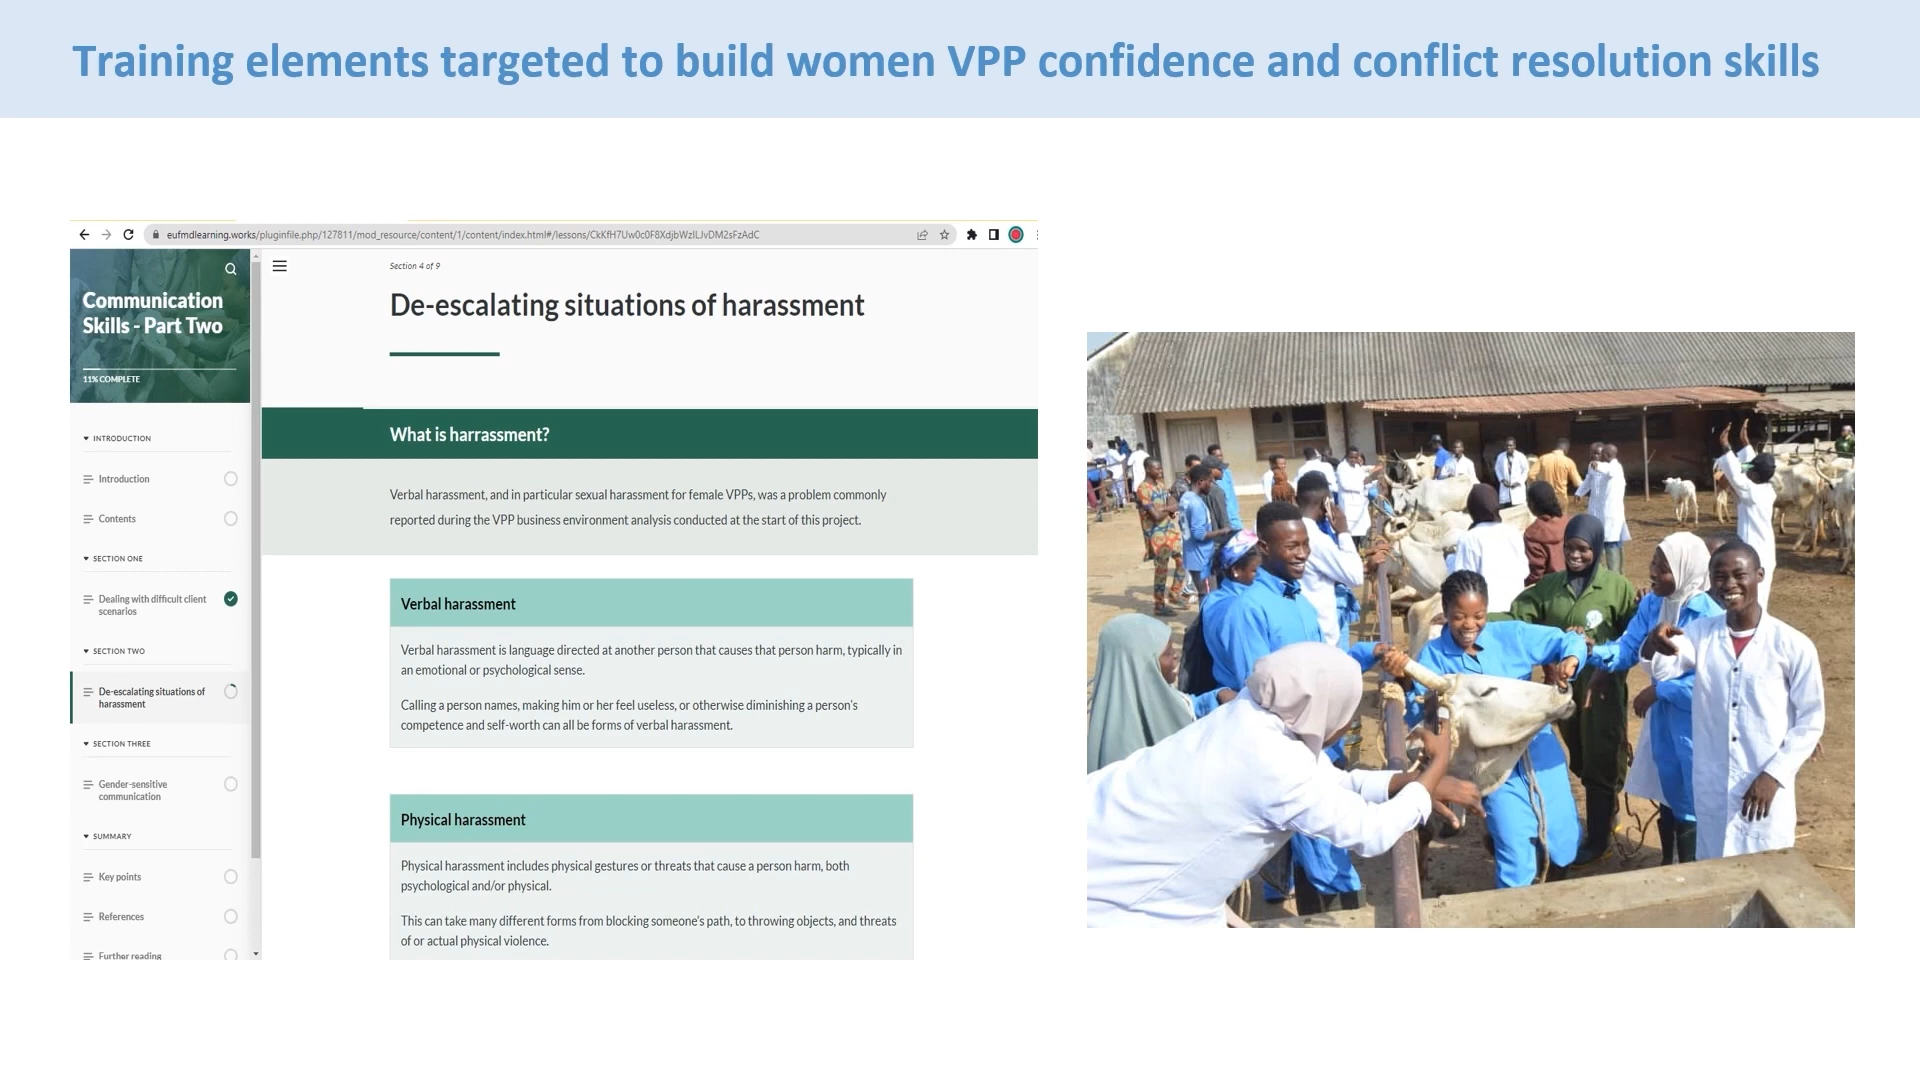 Training elements targeted to build women VPP confidence and conflict resolution skills
eufmdlearning.works/pluginfile.php/127811/mod_resource/content/1/content/index.html#/lessons/CkKfH7Uw0c0F8XdjbWzILJvDM2sFzAdC
Communication
Skills - Part Two
11% COMPLETE
INTRODUCTION
Introduction
Contents
SECTION ONE
Dealing with difficult client
scenarios
SECTION TWO
De-escalating situations of
harassment
SECTION THREE
Gender-sensitive
communication
SUMMARY
Key points
References
Further reading
Section 4 of 9
De-escalating situations of harassment
What is harrassment?
Verbal harassment, and in particular sexual harassment for female VPPs, was a problem commonly
reported during the VPP business environment analysis conducted at the start of this project.
Verbal harassment
Verbal harassment is language directed at another person that causes that person harm, typically in
an emotional or psychological sense.
Calling a person names, making him or her feel useless, or otherwise diminishing a person's
competence and self-worth can all be forms of verbal harassment.
Physical harassment
Physical harassment includes physical gestures or threats that cause a person harm, both
psychological and/or physical.
This can take many different forms from blocking someone's path, to throwing objects, and threats
of or actual physical violence.